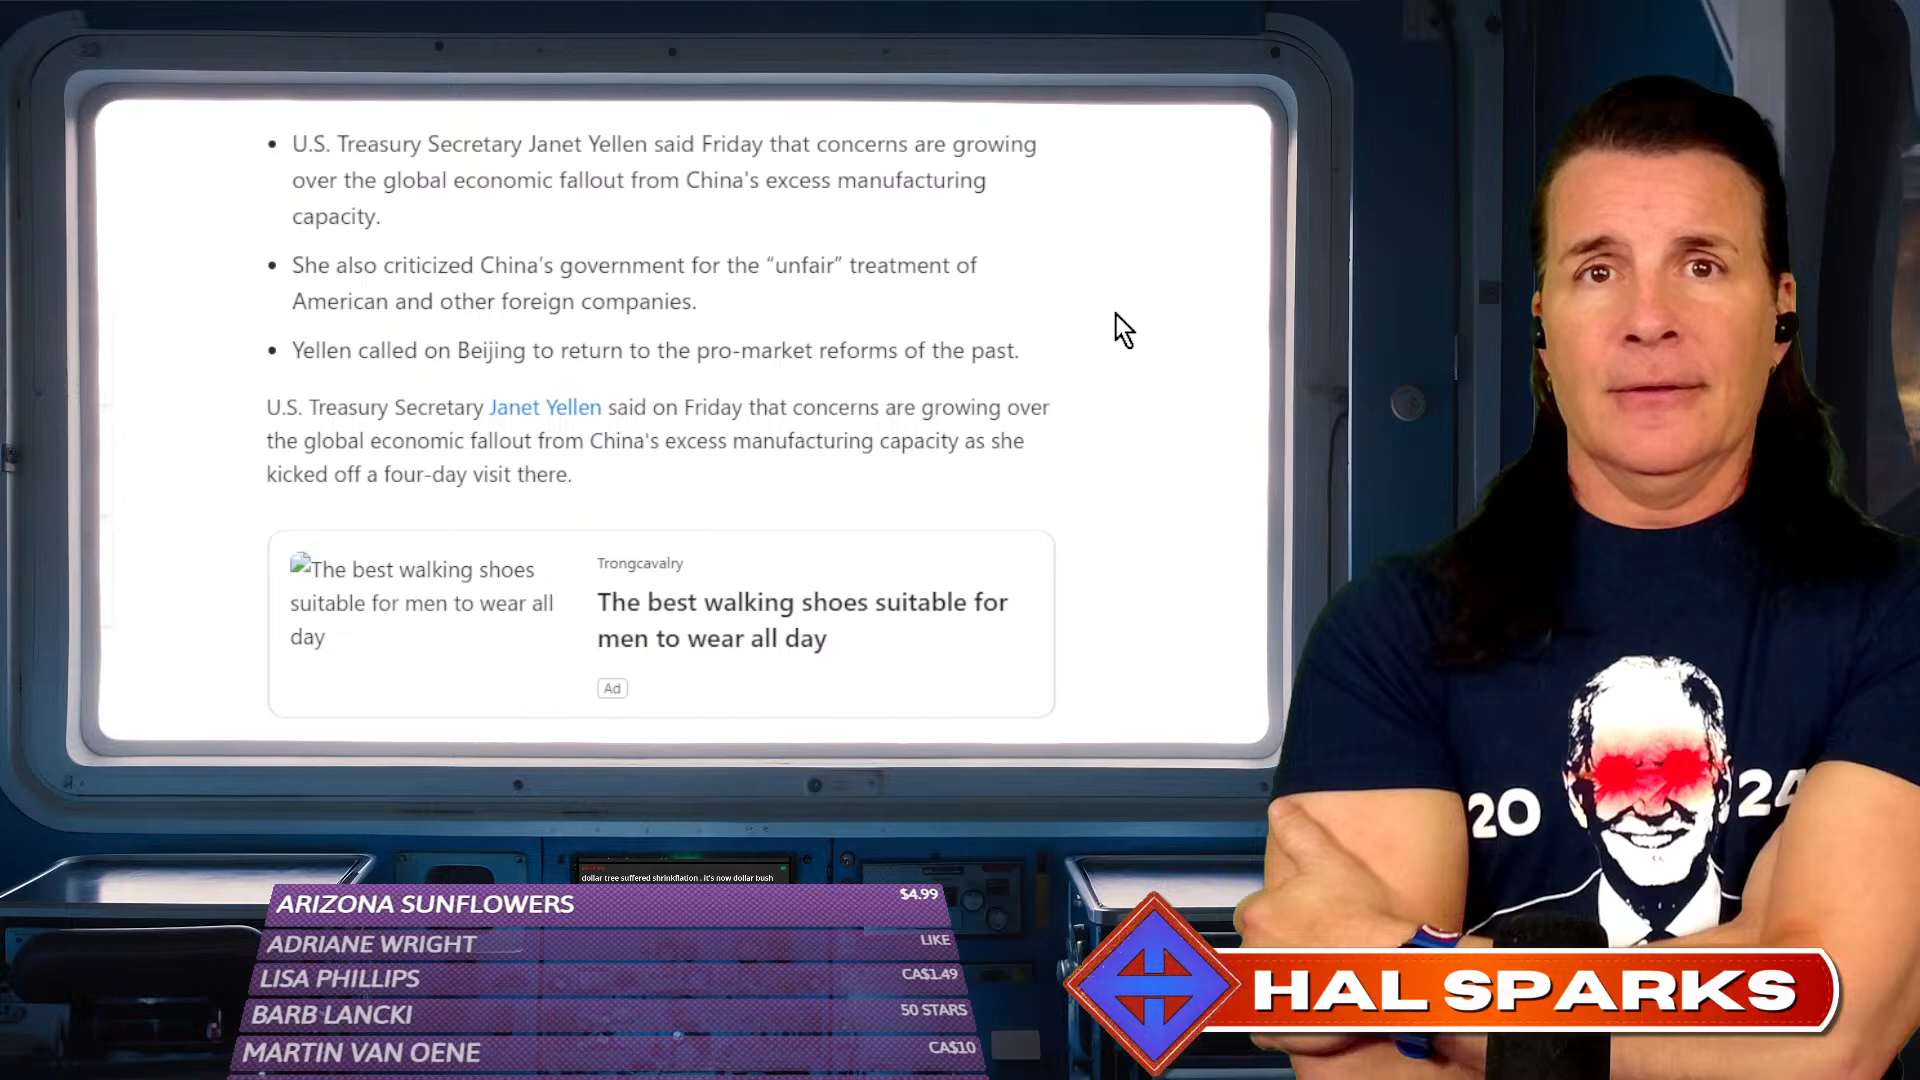 • U.S. Treasury Secretary Janet Yellen said Friday that concerns are growing
over the global economic fallout from China's excess manufacturing
capacity.
• She also criticized China’s government for the “unfair” treatment of
American and other foreign companies.
• Yellen called on Beijing to return to the pro-market reforms of the past.
U.S. Treasury Secretary Janet Yellen said on Friday that concerns are growing over
the global economic fallout from China's excess manufacturing capacity as she
kicked off a four-day visit there.
The best walking shoes
suitable for men to wear all
day
Trongcavalry
The best walking shoes suitable for
men to wear all day
Ad
20 24
dollar tree suffered shrinkflation . it's now dollar bush
ARIZONA SUNFLOWERS $4.99
ADRIANE WRIGHT LIKE
LISA PHILLIPS CA$1.49
BARB LANCKI 50 STARS
MARTIN VAN OENE CA$10
HAL SPARKS